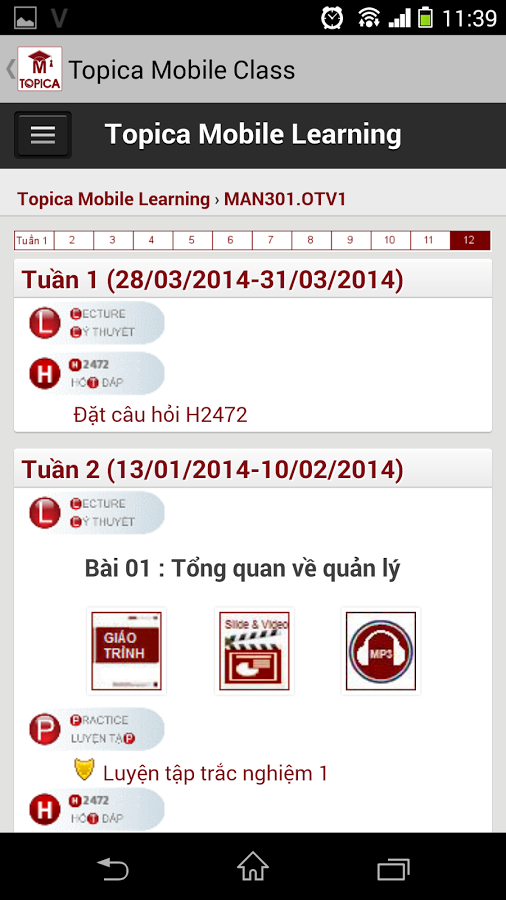 V 11:39
M TOPICA Topica Mobile Class
Topica Mobile Learning
Topica Mobile Learning › MAN301.OTV1
Tuần 1 2 3 4 5 6 7 8 9 10 11 12
Tuần 1 (28/03/2014-31/03/2014)
L LECTURE
LÝ THUYẾT
H H2472
HỎI ĐÁP
Đặt câu hỏi H2472
Tuần 2 (13/01/2014-10/02/2014)
L LECTURE
LÝ THUYẾT
Bài 01 : Tổng quan về quản lý
GIÁO
TRÌNH
Slide & Video
MP3
P PRACTICE
LUYỆN TẬP
Luyện tập trắc nghiệm 1
H H2472
HỎI ĐÁP